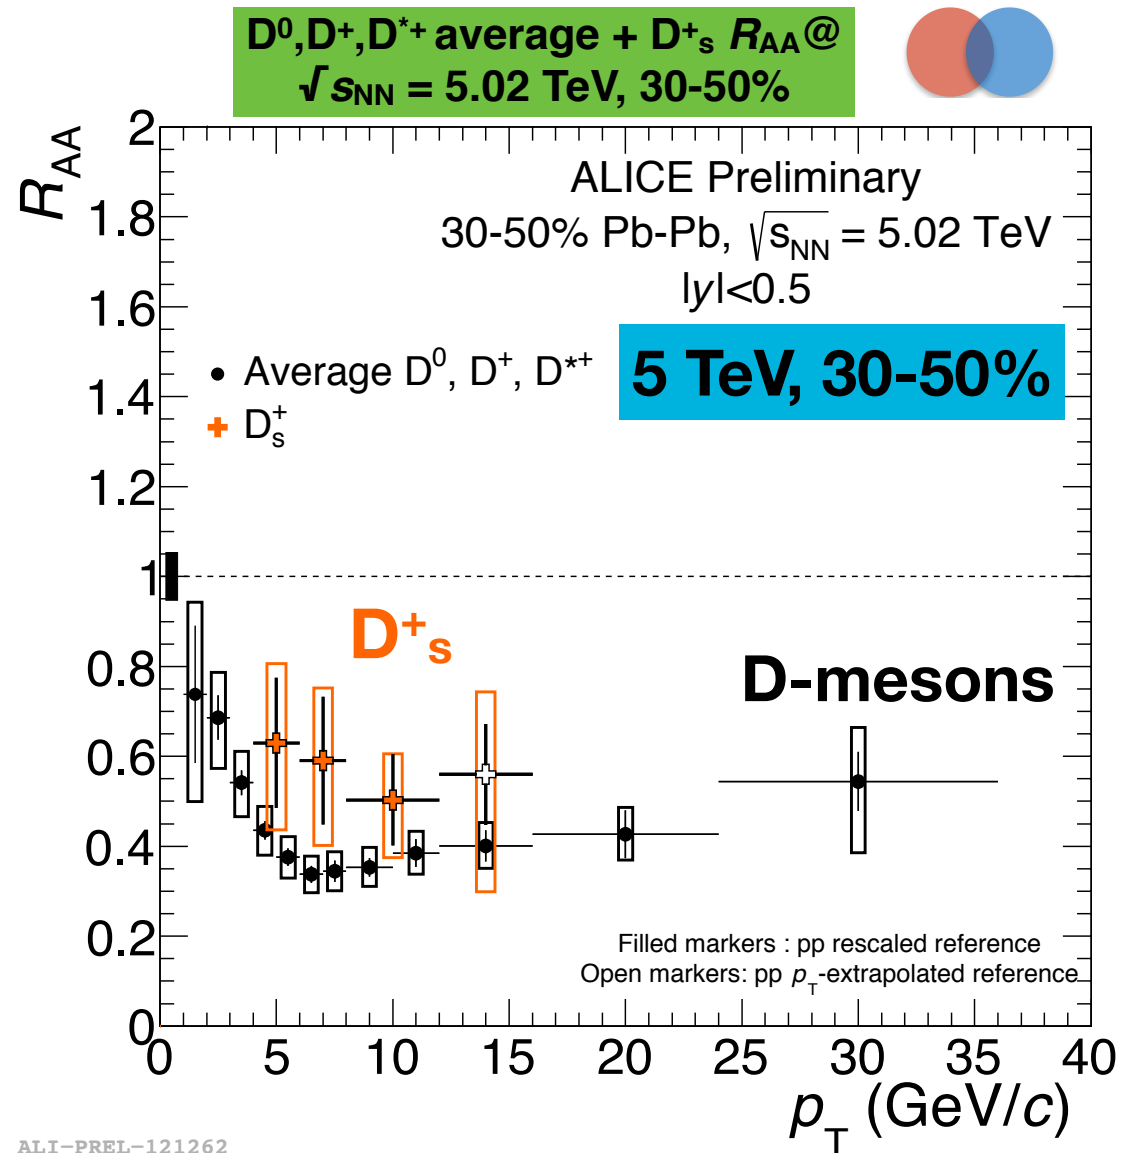 D⁰,D⁺,D*⁺ average + D⁺s RAA@
√sNN = 5.02 TeV, 30-50%
RAA
2
1.8
1.6
1.4
1.2
1
0.8
0.6
0.4
0.2
0
ALICE Preliminary
30-50% Pb-Pb, √sNN = 5.02 TeV
|y|<0.5
5 TeV, 30-50%
Average D⁰, D⁺, D*⁺
Ds⁺
D⁺s
D-mesons
Filled markers : pp rescaled reference
Open markers: pp pT-extrapolated reference
0 5 10 15 20 25 30 35 40
pT (GeV/c)
ALI-PREL-121262